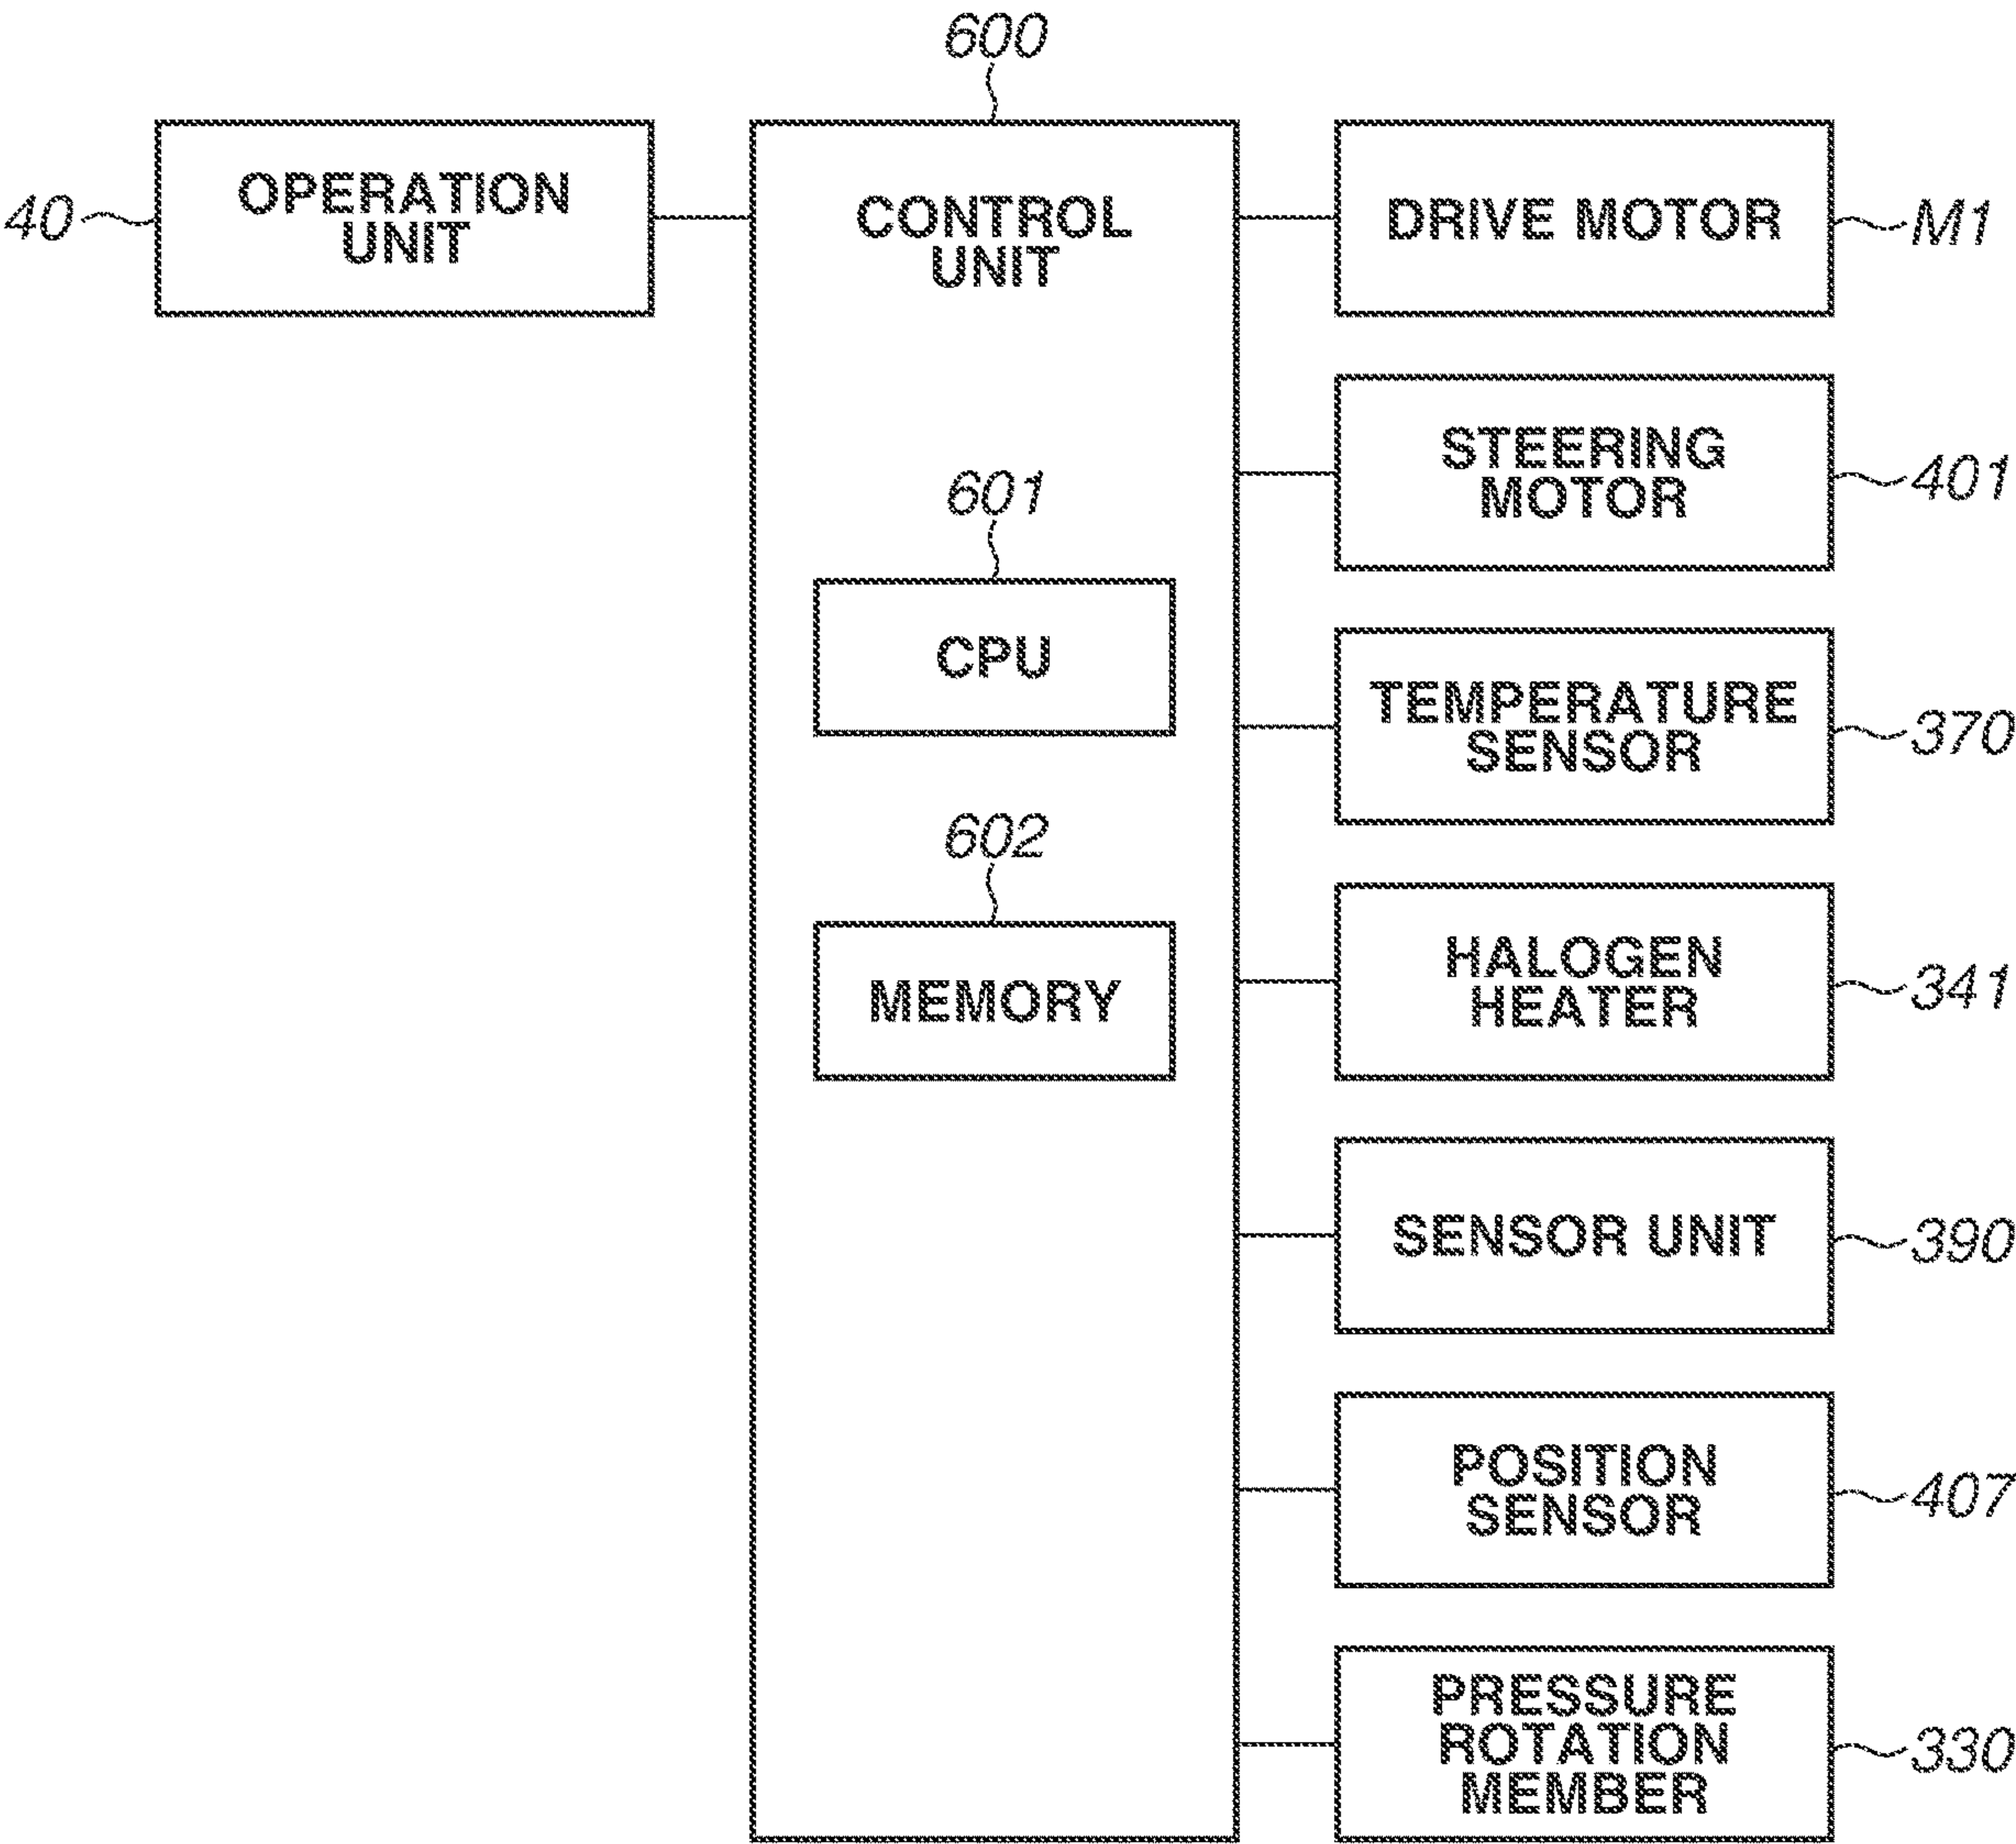 600
40
OPERATION
UNIT
CONTROL
UNIT
601
CPU
602
MEMORY
DRIVE MOTOR
M1
STEERING
MOTOR
401
TEMPERATURE
SENSOR
370
HALOGEN
HEATER
341
SENSOR UNIT
390
POSITION
SENSOR
407
PRESSURE
ROTATION
MEMBER
330